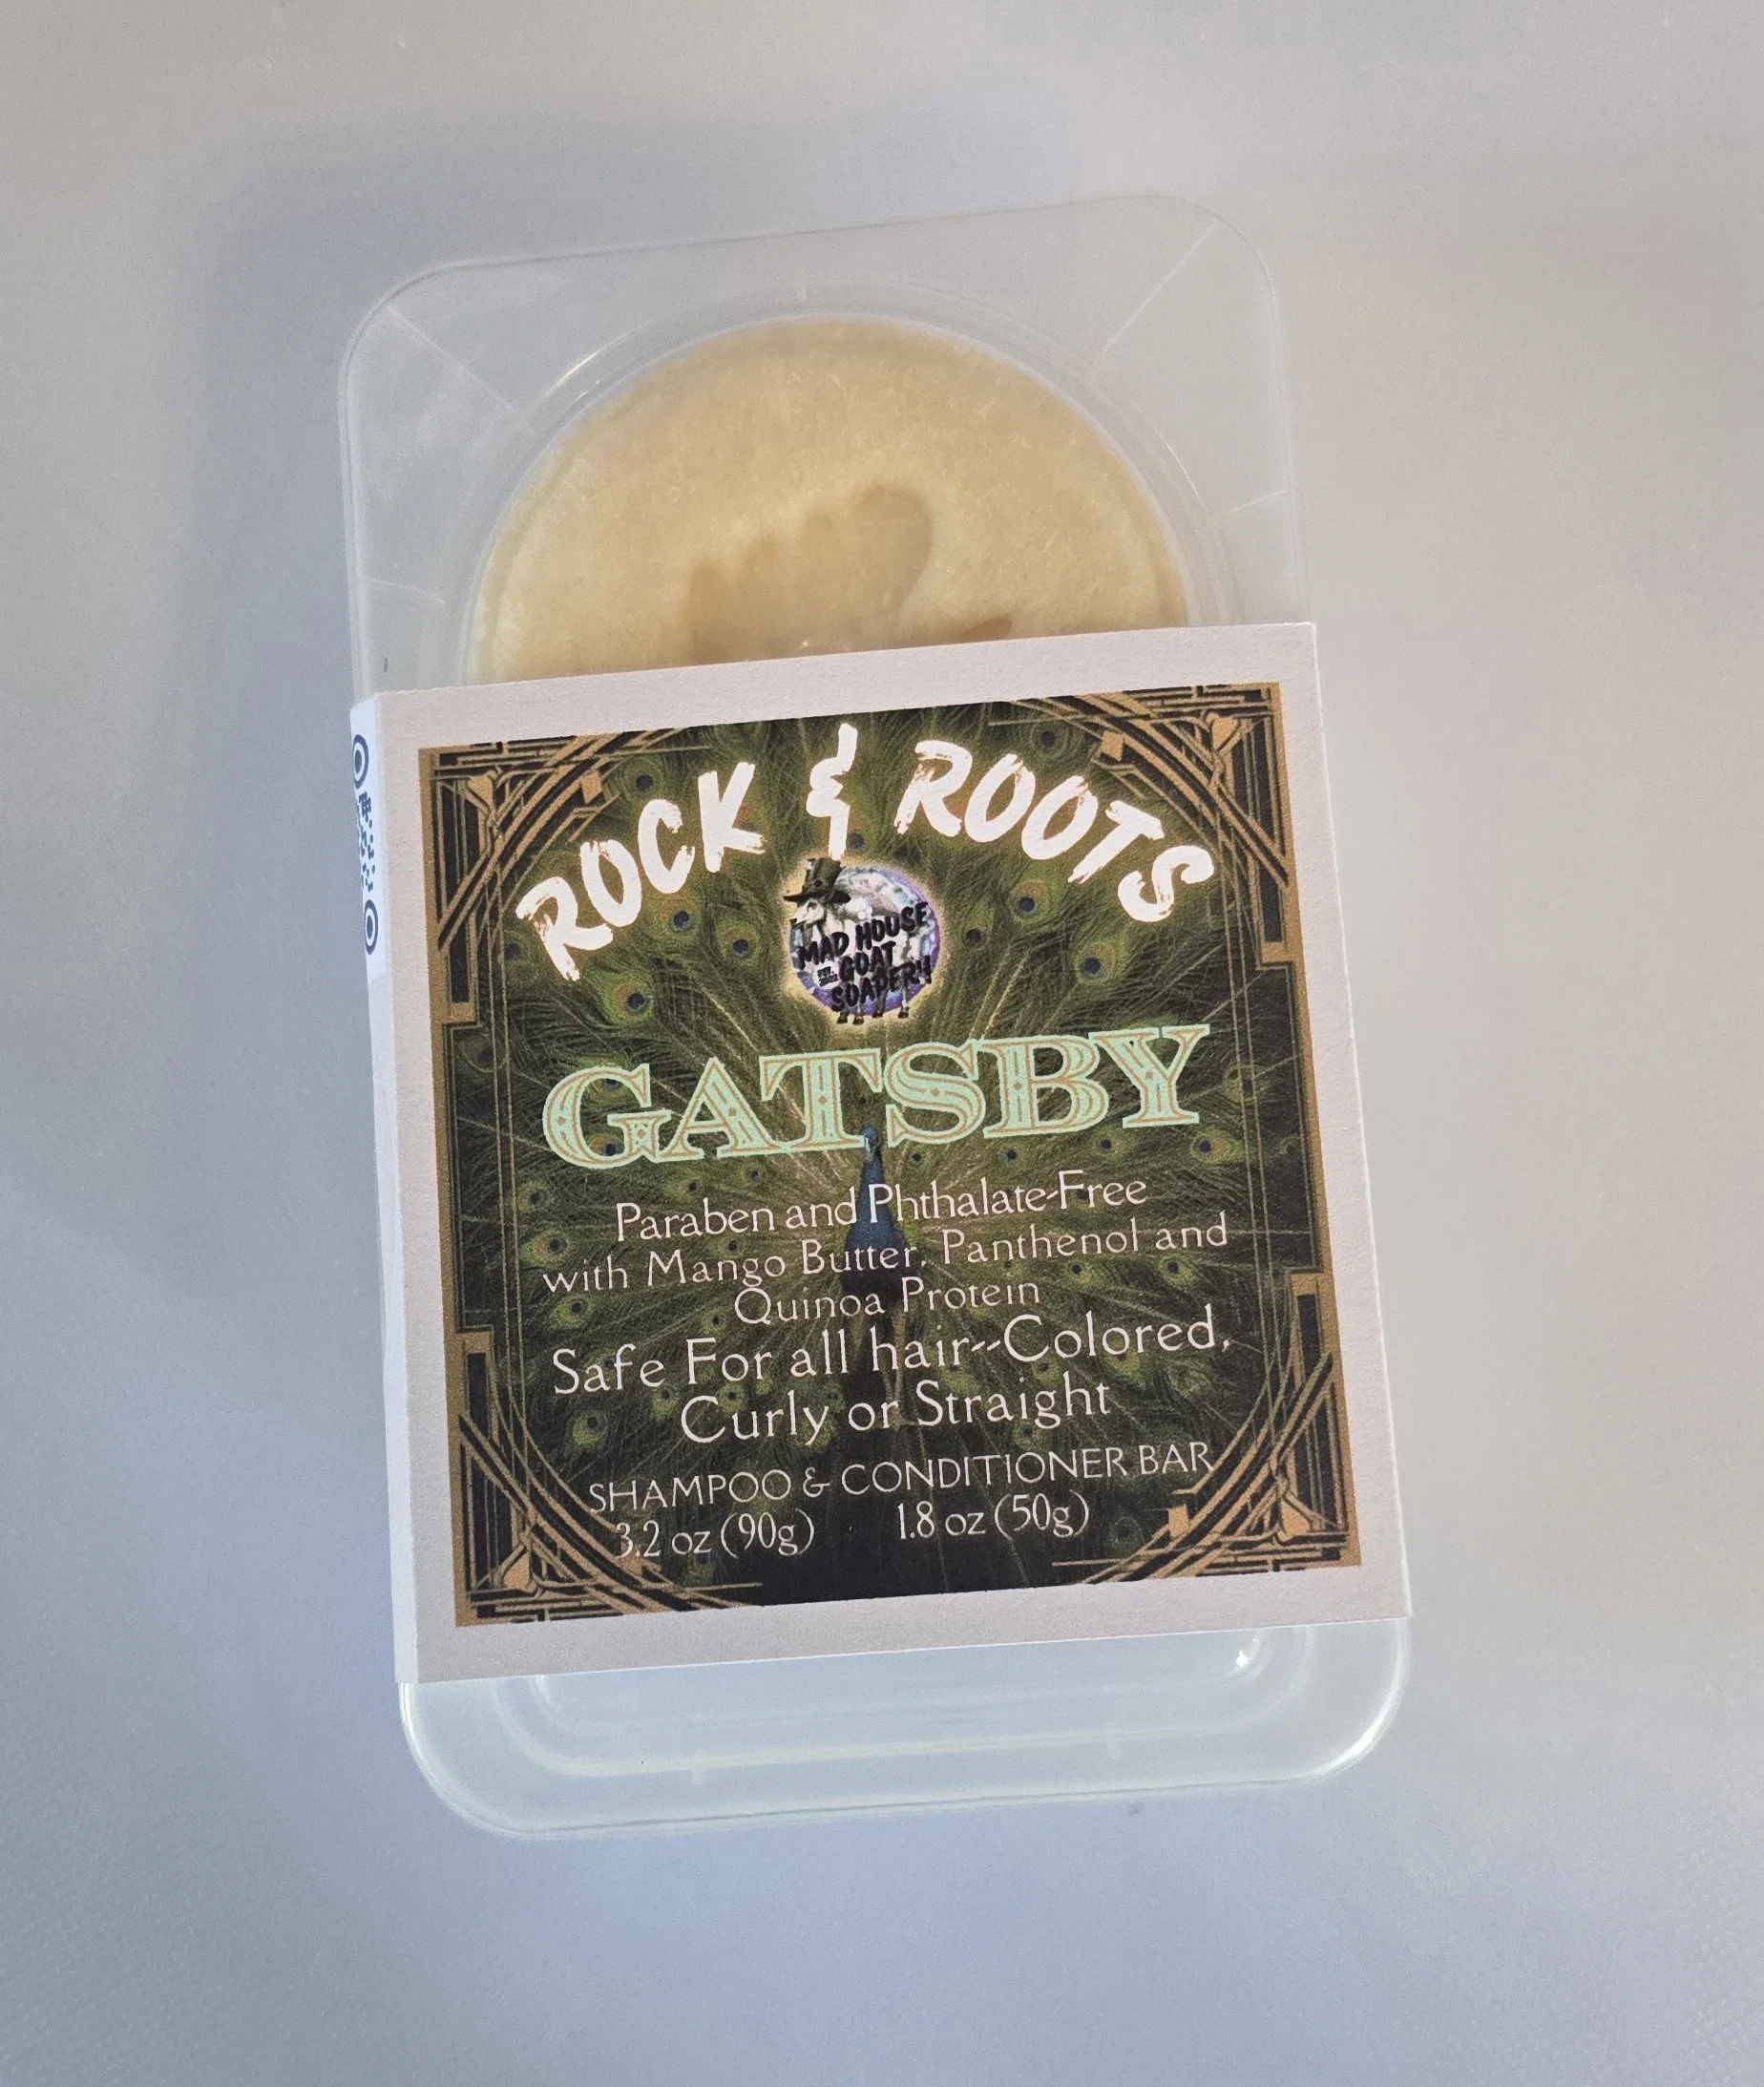 ROCK & ROOTS
MAD HOUSE
GOAT
SOAPERY
GATSBY
Paraben and Phthalate-Free
with Mango Butter, Panthenol and
Quinoa Protein
Safe For all hair--Colored,
Curly or Straight
SHAMPOO & CONDITIONER BAR
3.2 oz (90g) 1.8 oz (50g)